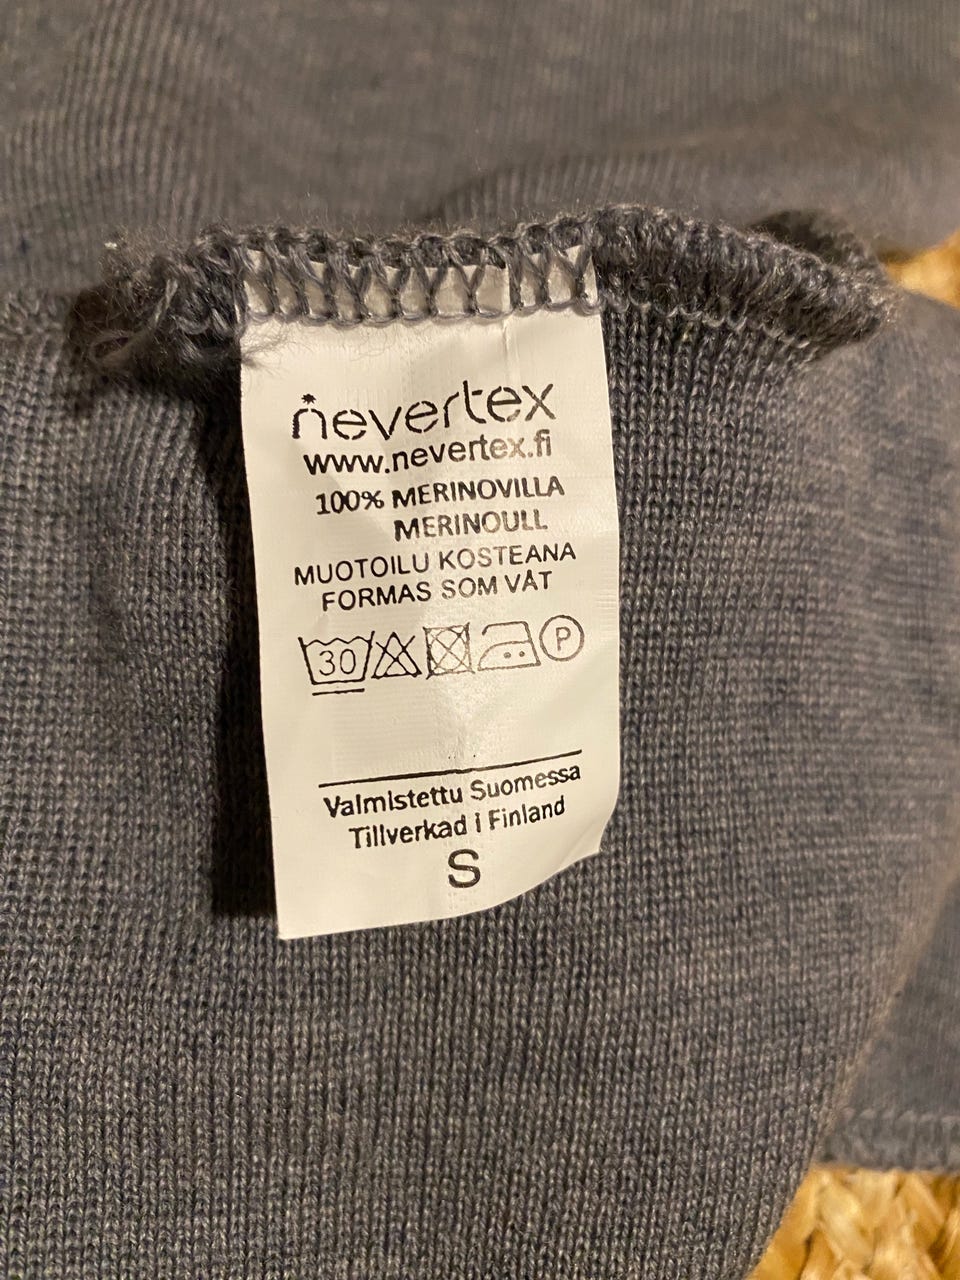 nevertex
www.nevertex.fi
100% MERINOVILLA
MERINOULL
MUOTOILU KOSTEANA
FORMAS SOM VÅT
30 P
Valmistettu Suomessa
Tillverkad i Finland
S